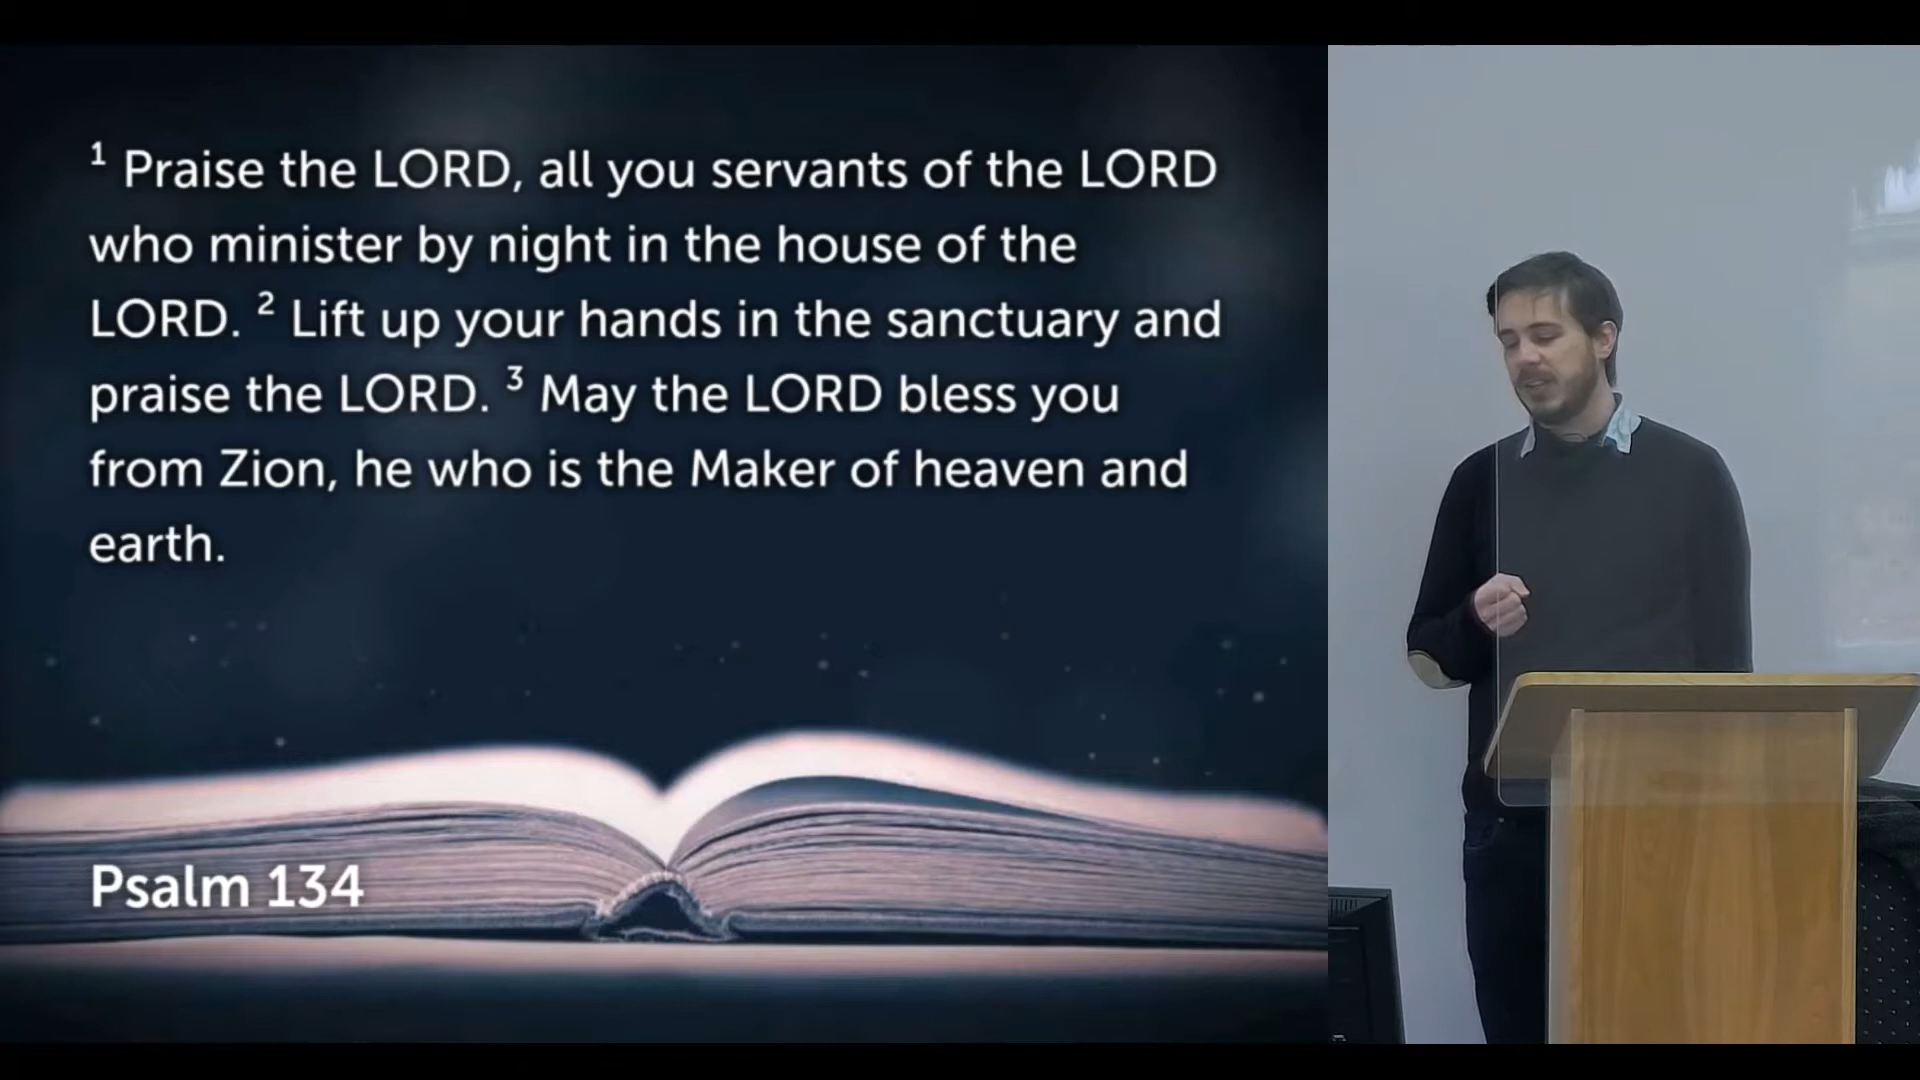 ¹ Praise the LORD, all you servants of the LORD
who minister by night in the house of the
LORD. ² Lift up your hands in the sanctuary and
praise the LORD. ³ May the LORD bless you
from Zion, he who is the Maker of heaven and
earth.
Psalm 134